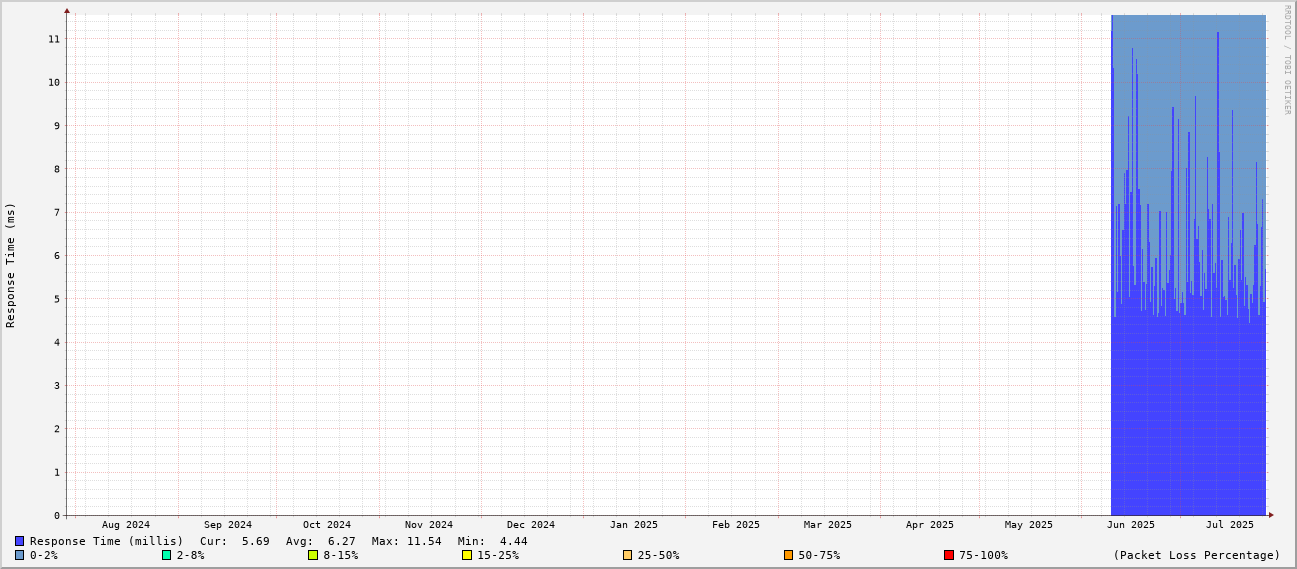 RRDTOOL / TOBI OETIKER
Response Time (ms)
11
10
9
8
7
6
5
4
3
2
1
0
Aug 2024 Sep 2024 Oct 2024 Nov 2024 Dec 2024 Jan 2025 Feb 2025 Mar 2025 Apr 2025 May 2025 Jun 2025 Jul 2025
Response Time (millis) Cur: 5.69 Avg: 6.27 Max: 11.54 Min: 4.44
0-2% 2-8% 8-15% 15-25% 25-50% 50-75% 75-100% (Packet Loss Percentage)